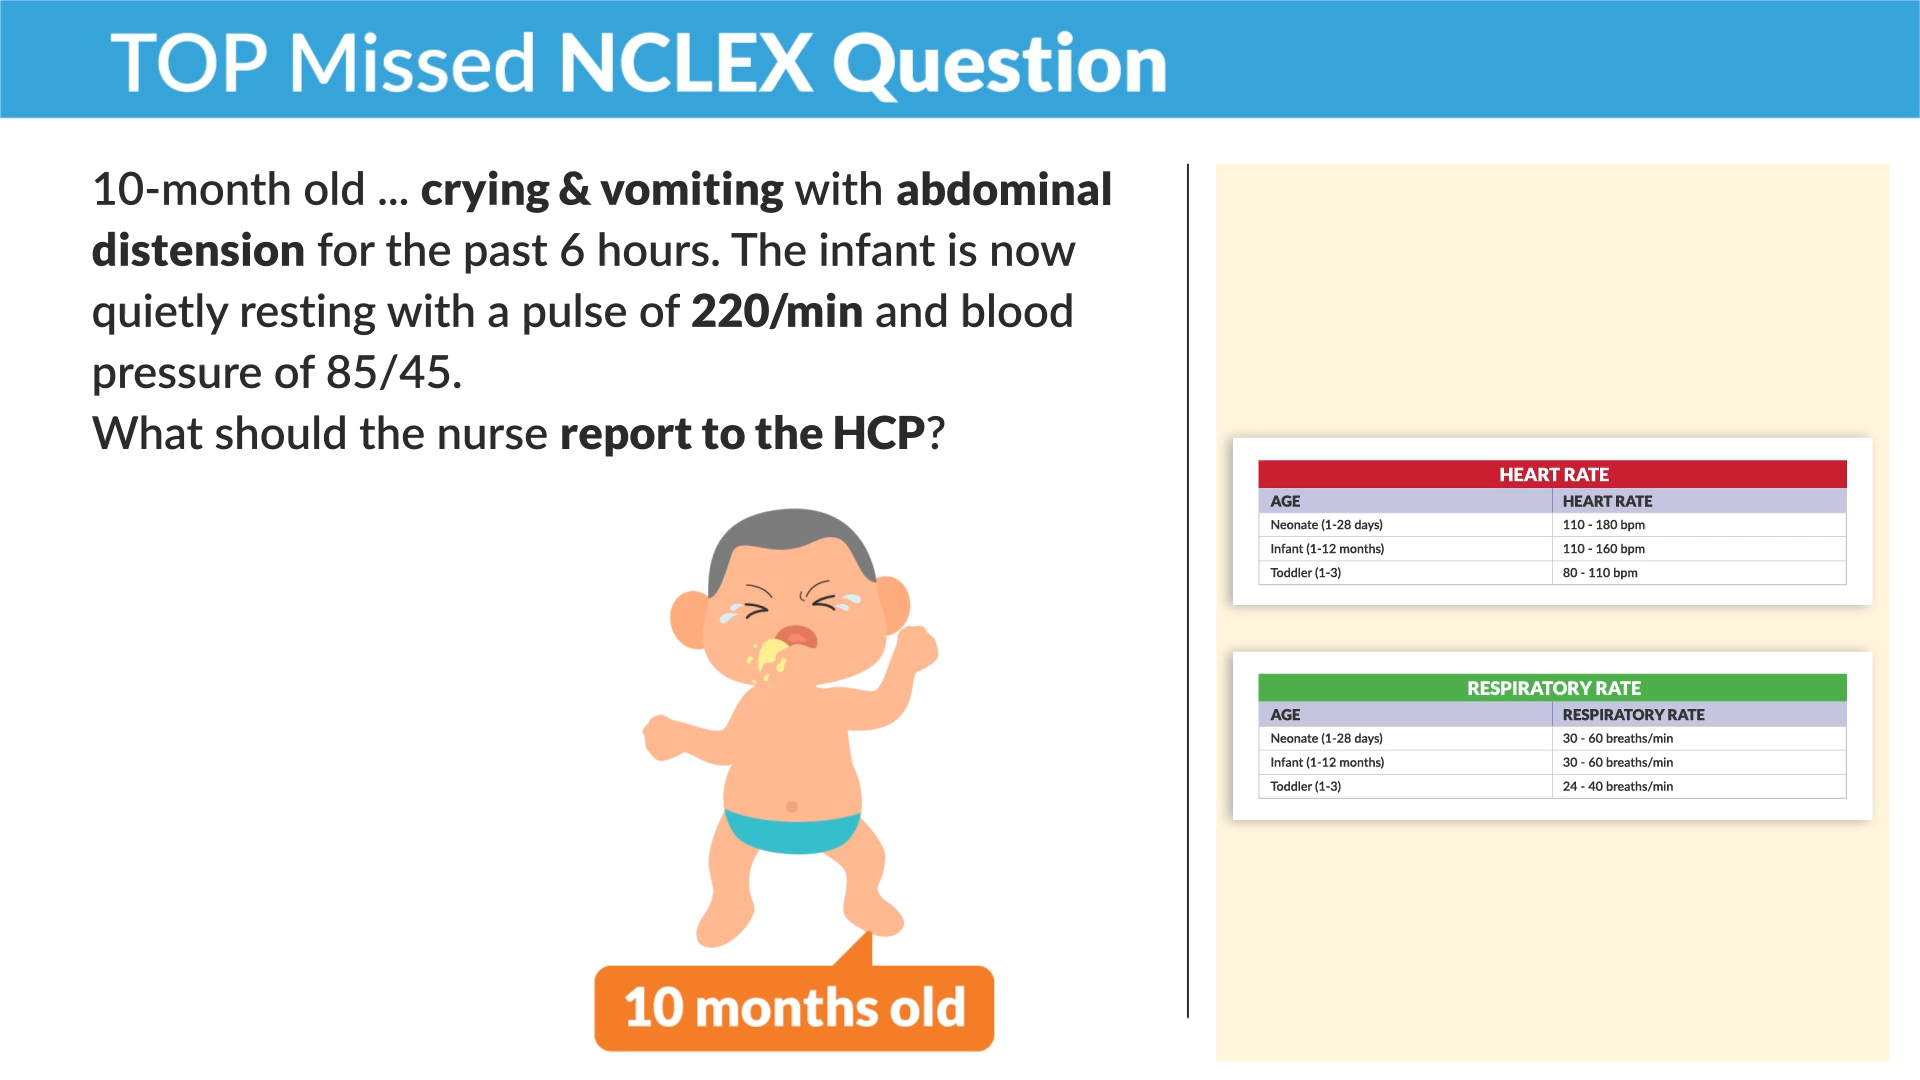 TOP Missed NCLEX Question
10-month old ... crying & vomiting with abdominal
distension for the past 6 hours. The infant is now
quietly resting with a pulse of 220/min and blood
pressure of 85/45.
What should the nurse report to the HCP?
10 months old
HEART RATE
AGE HEART RATE
Neonate (1-28 days) 110 - 180 bpm
Infant (1-12 months) 110 - 160 bpm
Toddler (1-3) 80 - 110 bpm
RESPIRATORY RATE
AGE RESPIRATORY RATE
Neonate (1-28 days) 30 - 60 breaths/min
Infant (1-12 months) 30 - 60 breaths/min
Toddler (1-3) 24 - 40 breaths/min